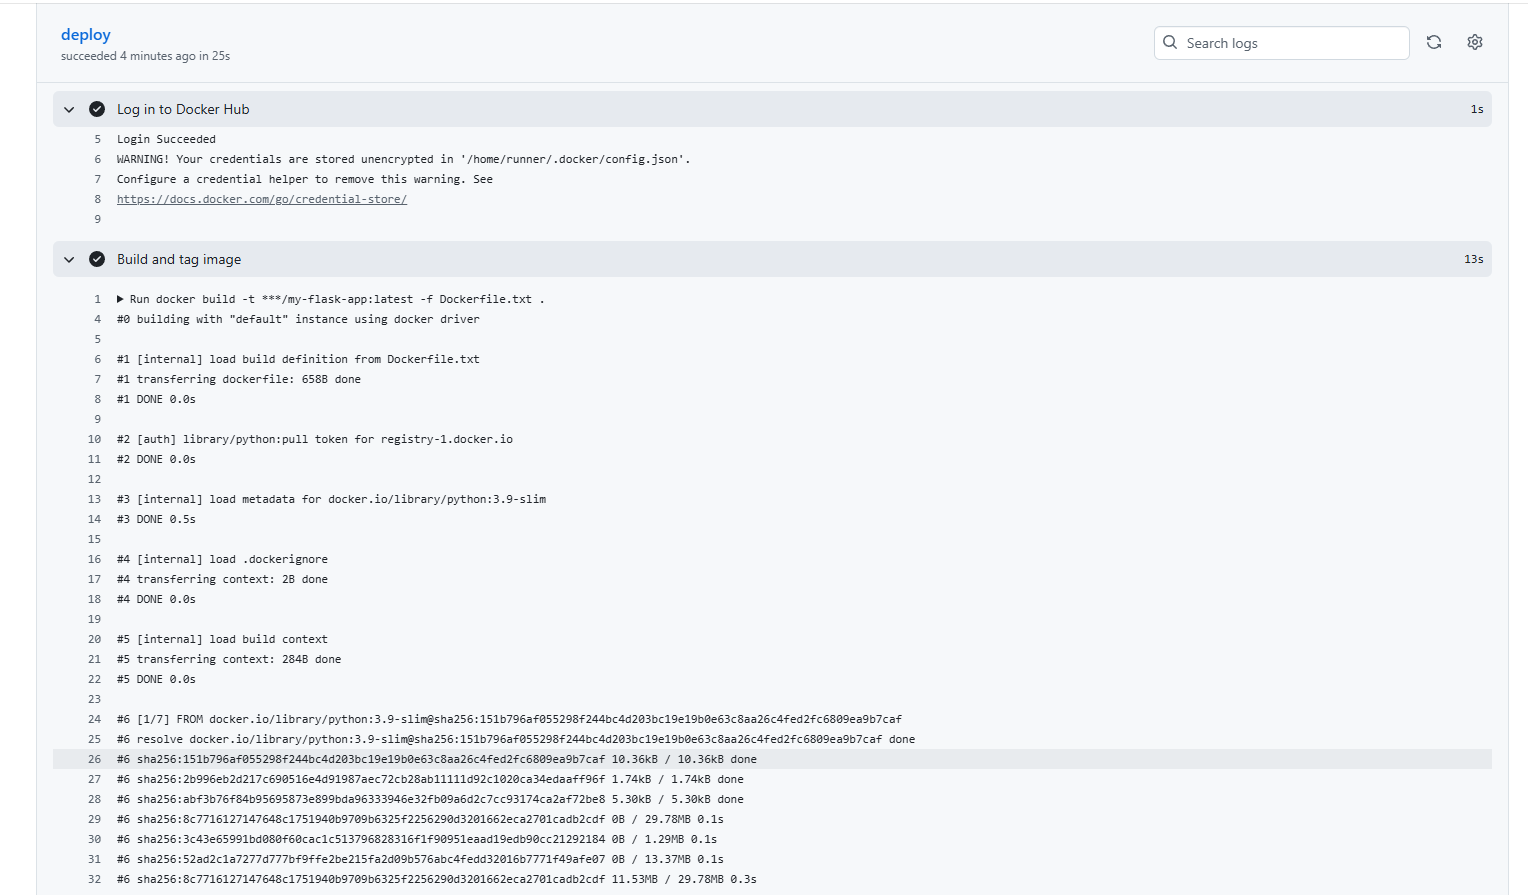 deploy
succeeded 4 minutes ago in 25s
Search logs
Log in to Docker Hub 1s
5 Login Succeeded
6 WARNING! Your credentials are stored unencrypted in '/home/runner/.docker/config.json'.
7 Configure a credential helper to remove this warning. See
8 https://docs.docker.com/go/credential-store/
9
Build and tag image 13s
1 Run docker build -t ***/my-flask-app:latest -f Dockerfile.txt .
4 #0 building with "default" instance using docker driver
5
6 #1 [internal] load build definition from Dockerfile.txt
7 #1 transferring dockerfile: 658B done
8 #1 DONE 0.0s
9
10 #2 [auth] library/python:pull token for registry-1.docker.io
11 #2 DONE 0.0s
12
13 #3 [internal] load metadata for docker.io/library/python:3.9-slim
14 #3 DONE 0.5s
15
16 #4 [internal] load .dockerignore
17 #4 transferring context: 2B done
18 #4 DONE 0.0s
19
20 #5 [internal] load build context
21 #5 transferring context: 284B done
22 #5 DONE 0.0s
23
24 #6 [1/7] FROM docker.io/library/python:3.9-slim@sha256:151b796af055298f244bc4d203bc19e19b0e63c8aa26c4fed2fc6809ea9b7caf
25 #6 resolve docker.io/library/python:3.9-slim@sha256:151b796af055298f244bc4d203bc19e19b0e63c8aa26c4fed2fc6809ea9b7caf done
26 #6 sha256:151b796af055298f244bc4d203bc19e19b0e63c8aa26c4fed2fc6809ea9b7caf 10.36kB / 10.36kB done
27 #6 sha256:2b996eb2d217c690516e4d91987aec72cb28ab11111d92c1020ca34edaaff96f 1.74kB / 1.74kB done
28 #6 sha256:abf3b76f84b95695873e899bda96333946e32fb09a6d2c7cc93174ca2af72be8 5.30kB / 5.30kB done
29 #6 sha256:8c7716127147648c1751940b9709b6325f2256290d3201662eca2701cadb2cdf 0B / 29.78MB 0.1s
30 #6 sha256:3c43e65991bd080f60cac1c513796828316f1f90951eaad19edb90cc21292184 0B / 1.29MB 0.1s
31 #6 sha256:52ad2c1a7277d777bf9ffe2be215fa2d09b576abc4fedd32016b7771f49afe07 0B / 13.37MB 0.1s
32 #6 sha256:8c7716127147648c1751940b9709b6325f2256290d3201662eca2701cadb2cdf 11.53MB / 29.78MB 0.3s